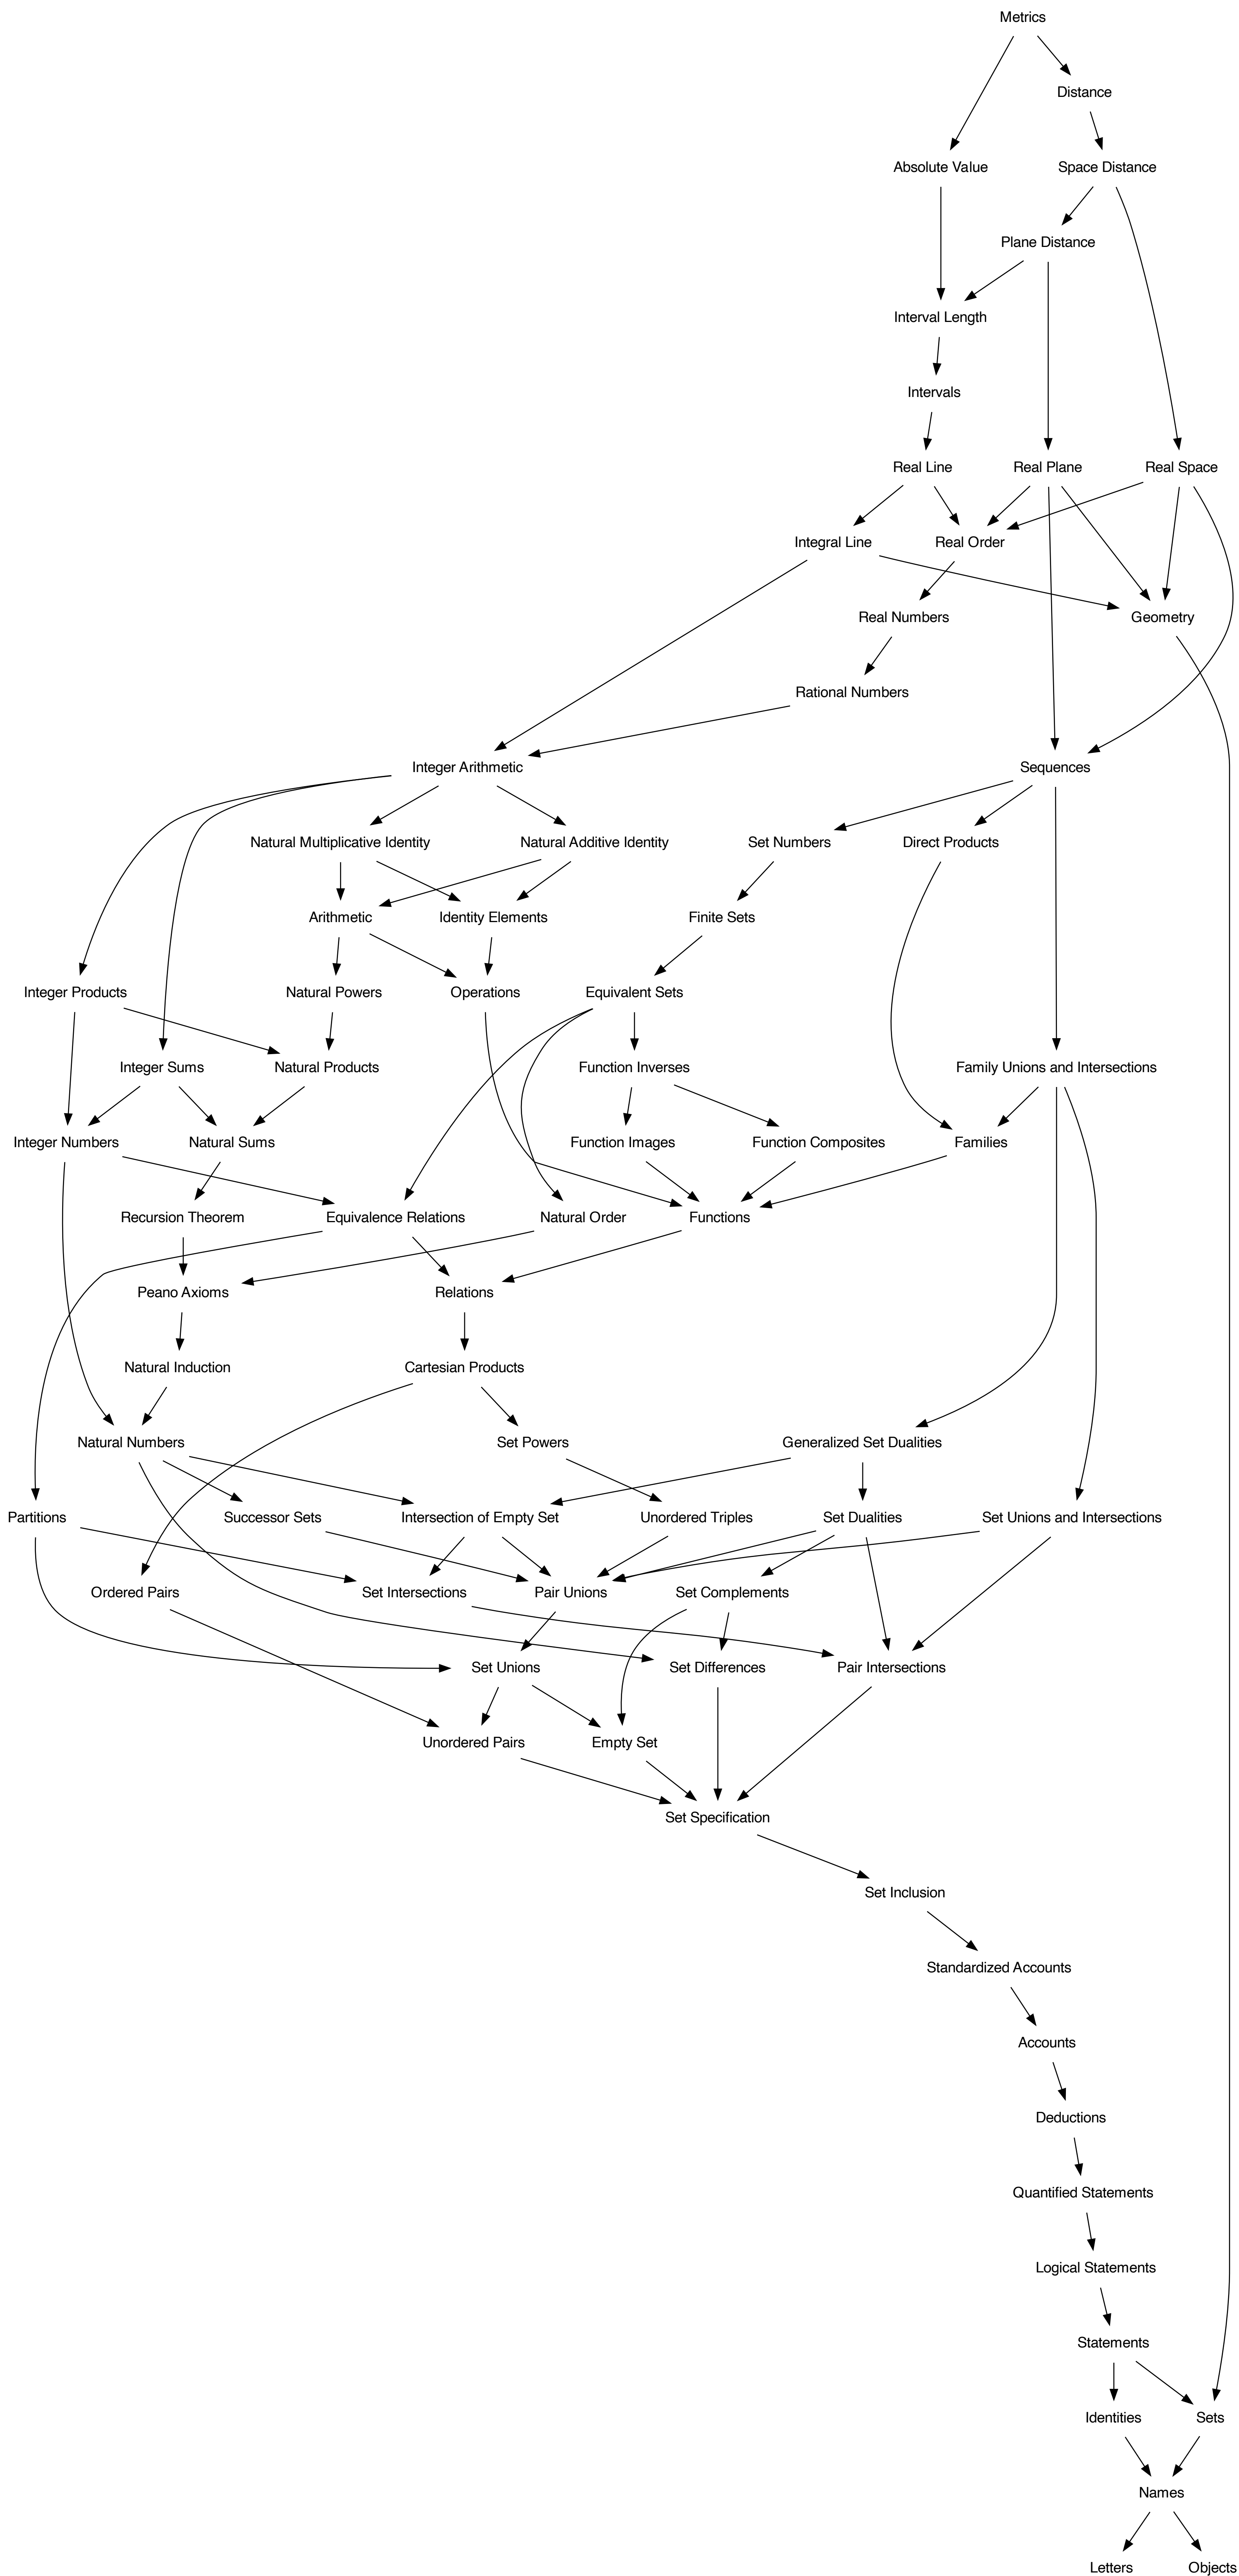 Metrics
Distance
Absolute Value
Space Distance
Plane Distance
Interval Length
Intervals
Real Line
Real Plane
Real Space
Integral Line
Real Order
Real Numbers
Geometry
Rational Numbers
Integer Arithmetic
Sequences
Natural Multiplicative Identity
Natural Additive Identity
Set Numbers
Direct Products
Arithmetic
Identity Elements
Finite Sets
Integer Products
Natural Powers
Operations
Equivalent Sets
Integer Sums
Natural Products
Function Inverses
Family Unions and Intersections
Integer Numbers
Natural Sums
Function Images
Function Composites
Families
Recursion Theorem
Equivalence Relations
Natural Order
Functions
Peano Axioms
Relations
Natural Induction
Cartesian Products
Natural Numbers
Set Powers
Generalized Set Dualities
Partitions
Successor Sets
Intersection of Empty Set
Unordered Triples
Set Dualities
Set Unions and Intersections
Ordered Pairs
Set Intersections
Pair Unions
Set Complements
Set Unions
Set Differences
Pair Intersections
Unordered Pairs
Empty Set
Set Specification
Set Inclusion
Standardized Accounts
Accounts
Deductions
Quantified Statements
Logical Statements
Statements
Identities
Sets
Names
Letters
Objects